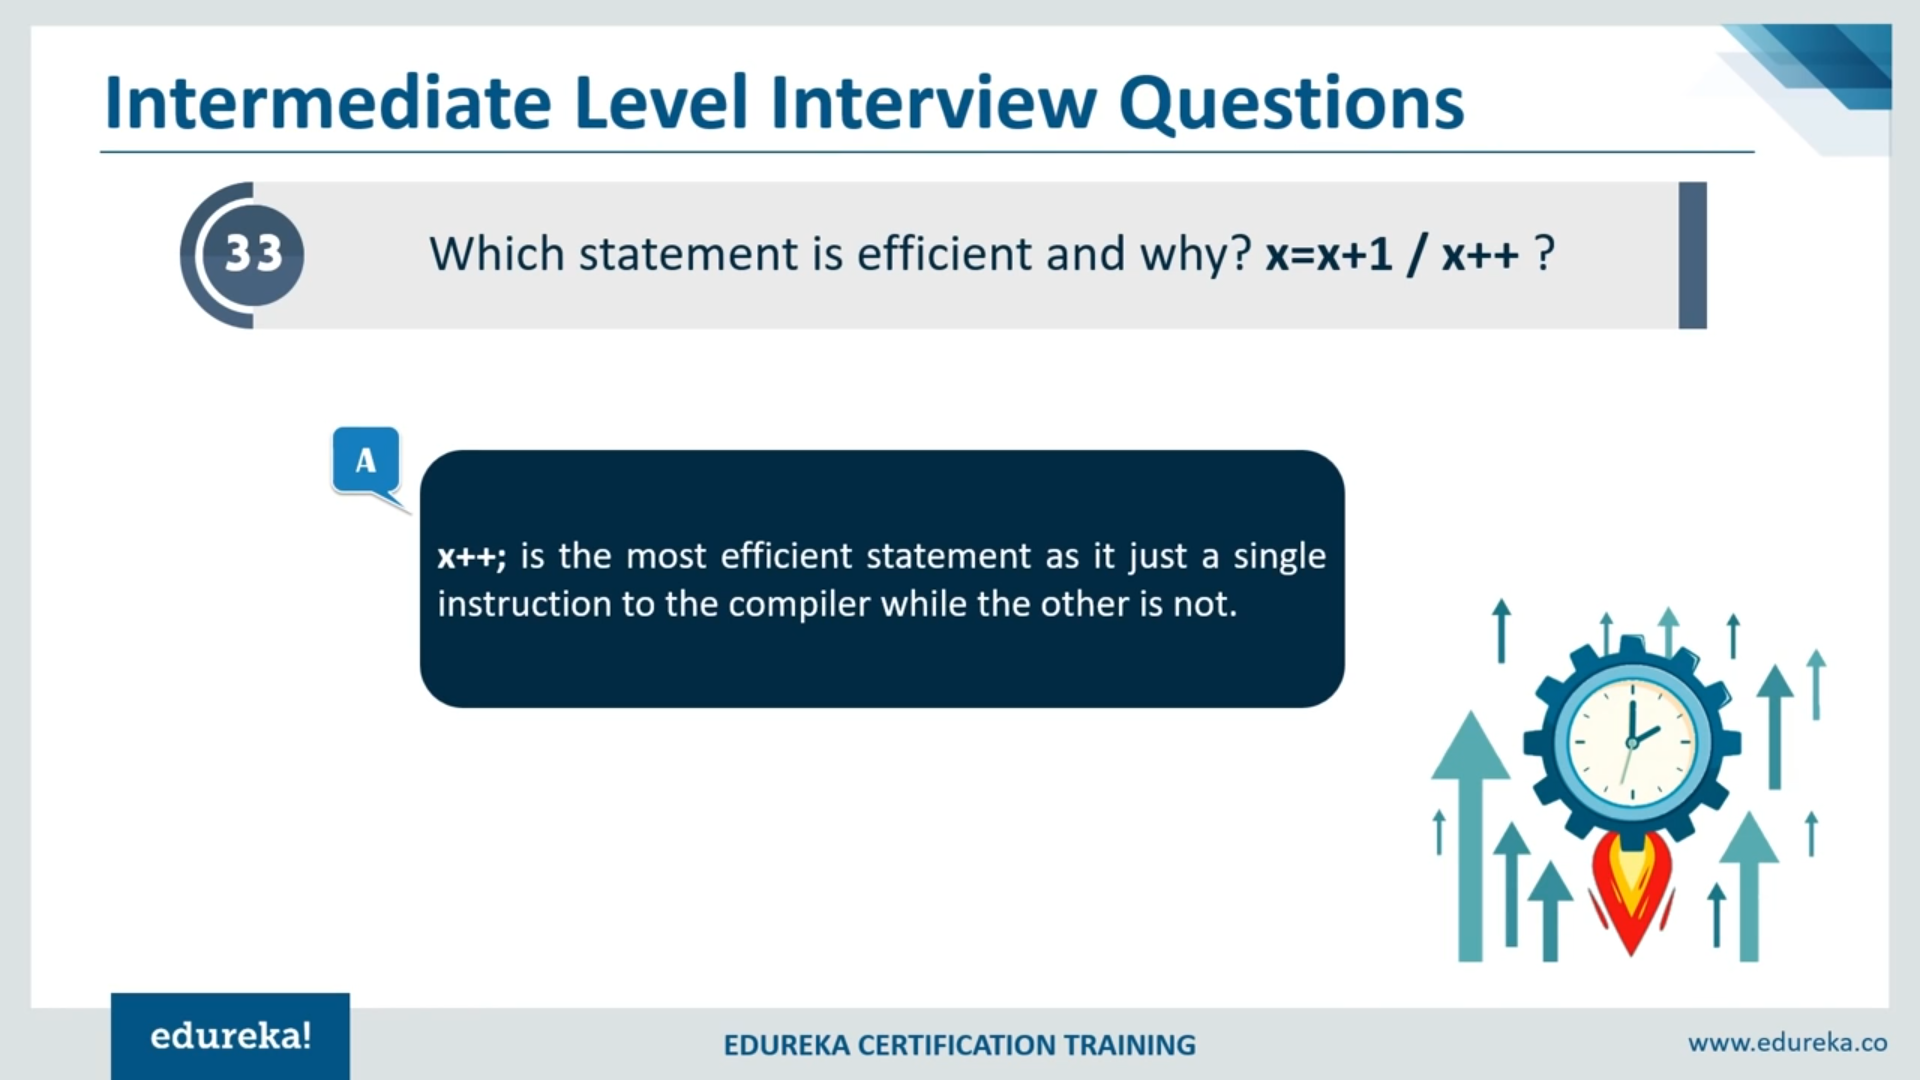 Intermediate Level Interview Questions
33
Which statement is efficient and why? x=x+1 / x++ ?
A
x++; is the most efficient statement as it just a single
instruction to the compiler while the other is not.
edureka!
EDUREKA CERTIFICATION TRAINING
www.edureka.co